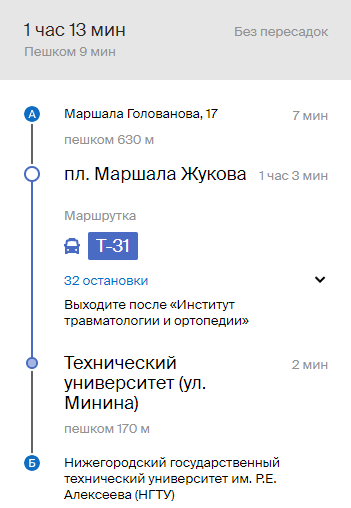 1 час 13 мин
Без пересадок
Пешком 9 мин
А
Маршала Голованова, 17
7 мин
пешком 630 м
пл. Маршала Жукова
1 час 3 мин
Маршрутка
Т-31
32 остановки
Выходите после «Институт
травматологии и ортопедии»
Технический
университет (ул.
Минина)
2 мин
пешком 170 м
Б
Нижегородский государственный
технический университет им. Р.Е.
Алексеева (НГТУ)